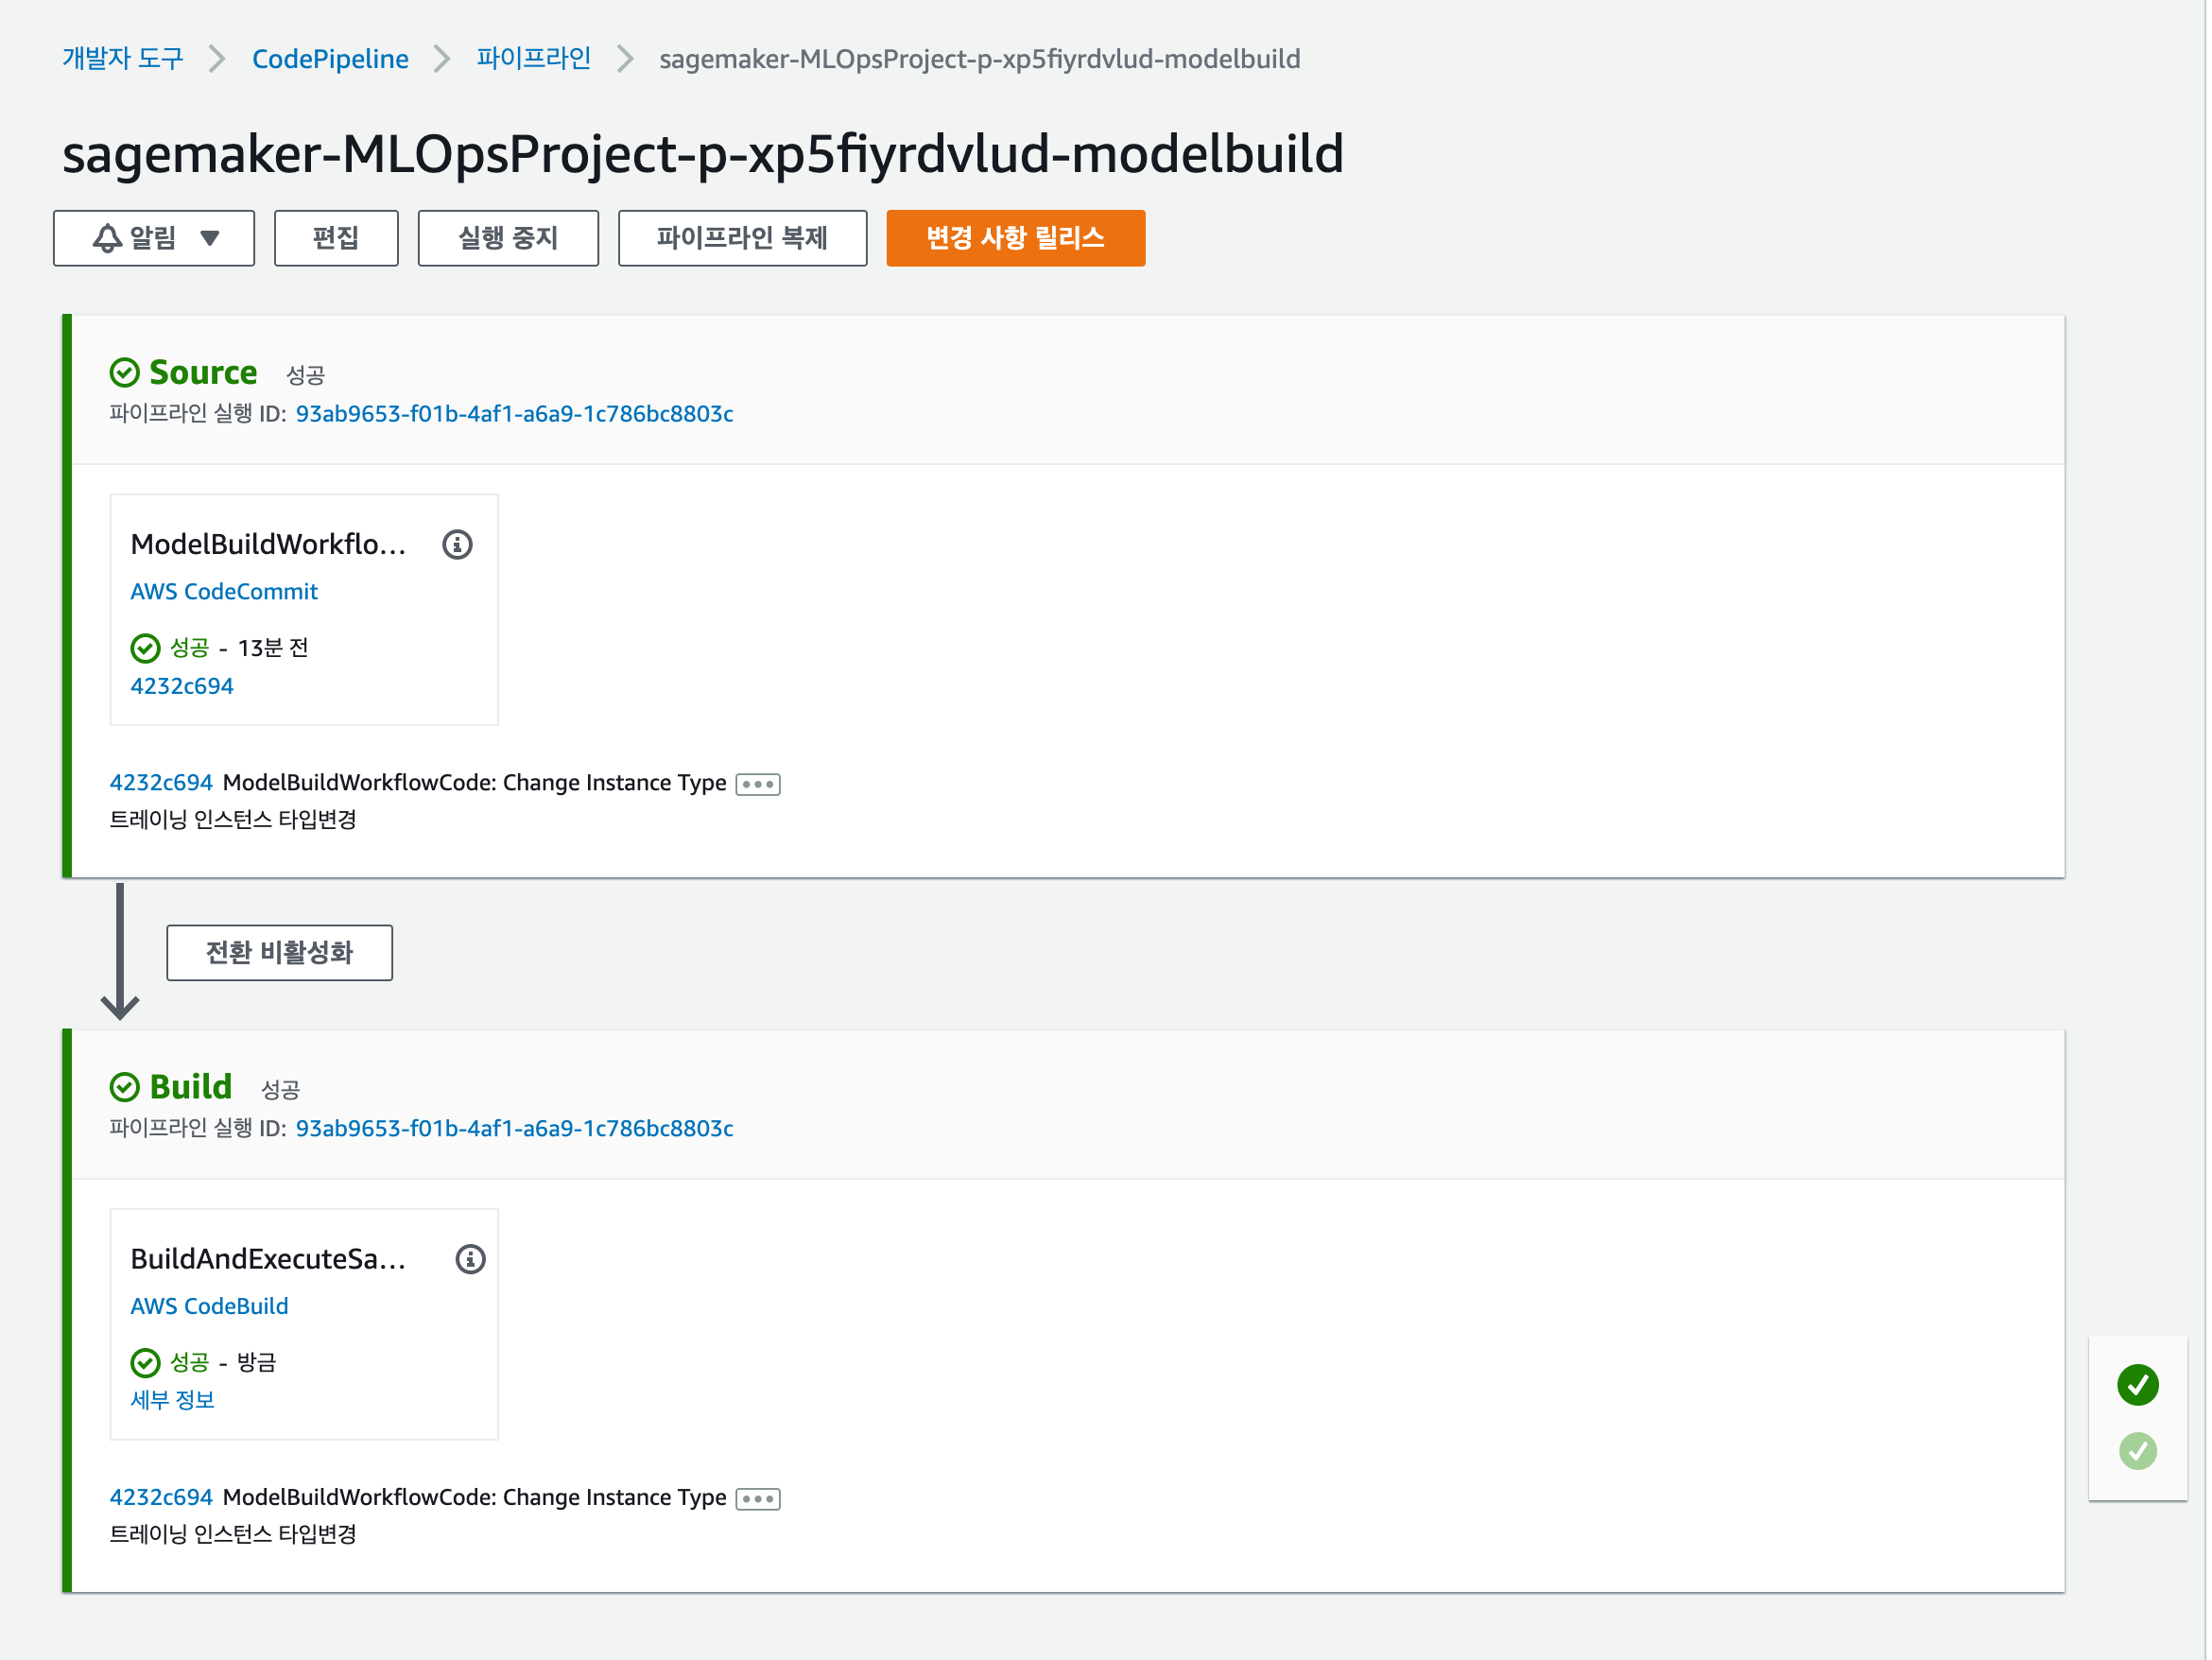 개발자 도구 > CodePipeline > 파이프라인 > sagemaker-MLOpsProject-p-xp5fiyrdvlud-modelbuild
sagemaker-MLOpsProject-p-xp5fiyrdvlud-modelbuild
알림 ▼ 편집 실행 중지 파이프라인 복제 변경 사항 릴리스
Source 성공
파이프라인 실행 ID: 93ab9653-f01b-4af1-a6a9-1c786bc8803c
ModelBuildWorkflo...
AWS CodeCommit
성공 - 13분 전
4232c694
4232c694 ModelBuildWorkflowCode: Change Instance Type
트레이닝 인스턴스 타입변경
전환 비활성화
Build 성공
파이프라인 실행 ID: 93ab9653-f01b-4af1-a6a9-1c786bc8803c
BuildAndExecuteSa...
AWS CodeBuild
성공 - 방금
세부 정보
4232c694 ModelBuildWorkflowCode: Change Instance Type
트레이닝 인스턴스 타입변경